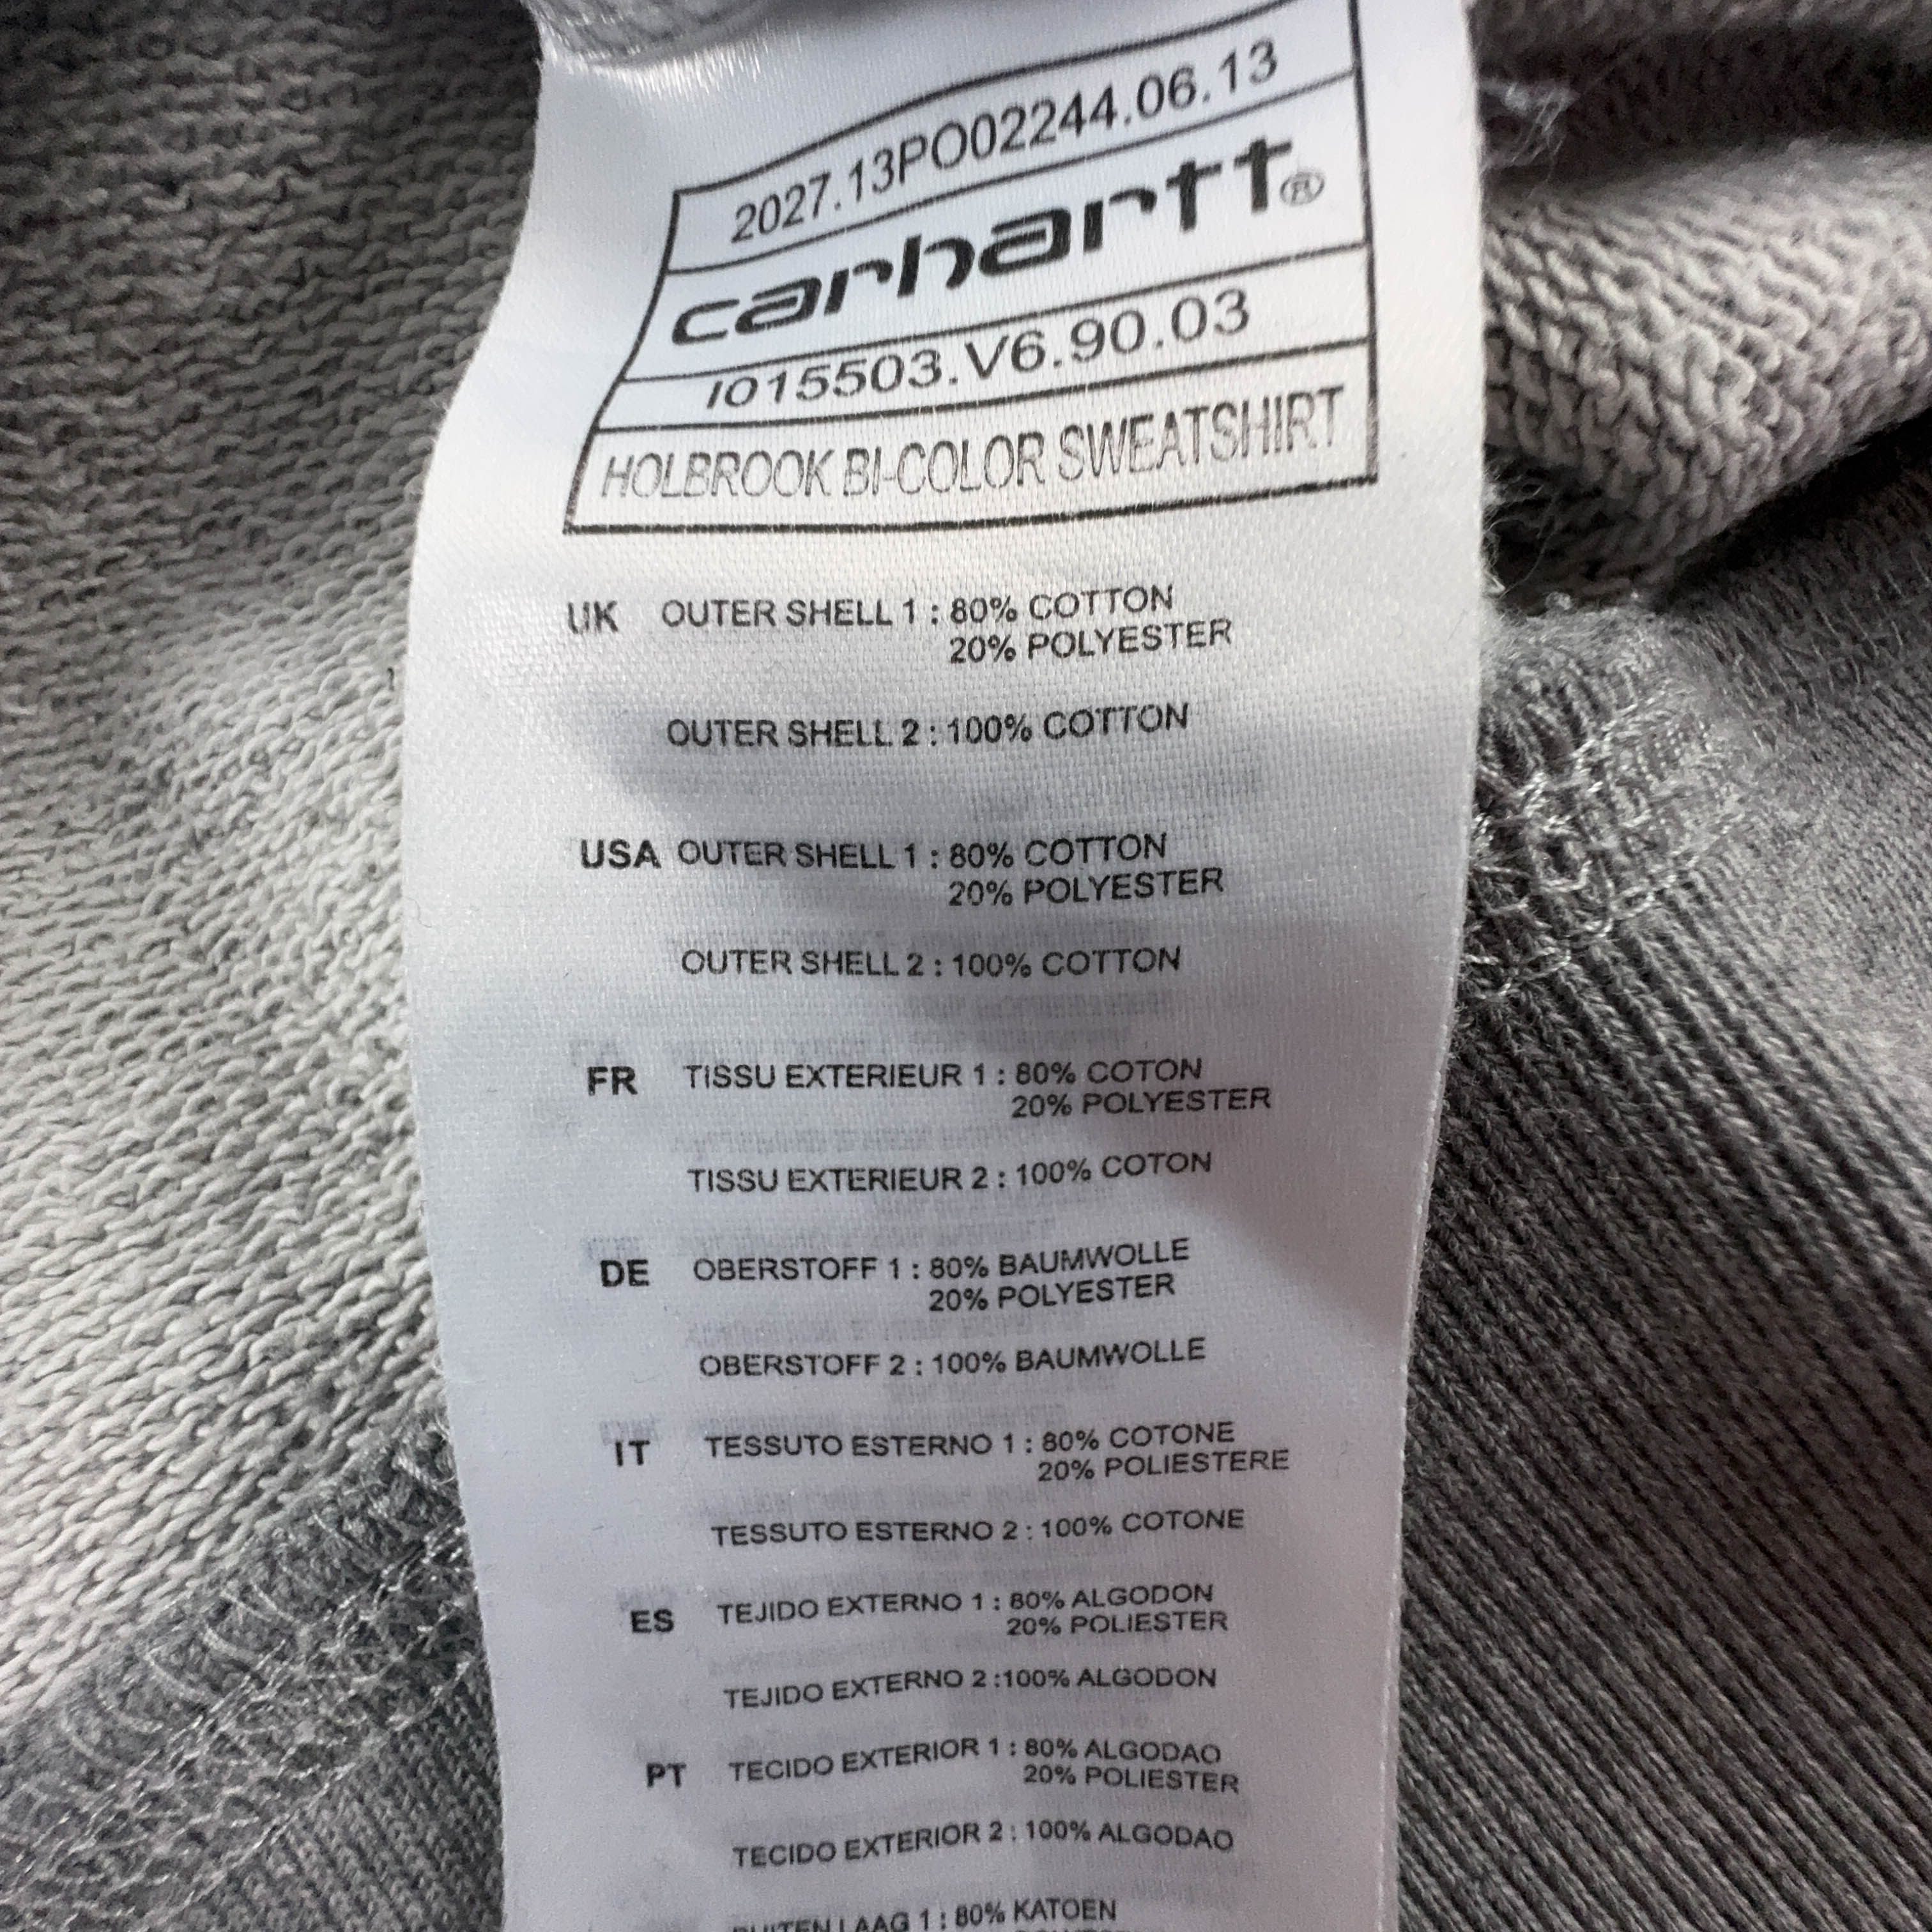 2027.13PO02244.06.13
carhartt®
I015503.V6.90.03
HOLBROOK BI-COLOR SWEATSHIRT
UK OUTER SHELL 1 : 80% COTTON
20% POLYESTER
OUTER SHELL 2 : 100% COTTON
USA OUTER SHELL 1 : 80% COTTON
20% POLYESTER
OUTER SHELL 2 : 100% COTTON
FR TISSU EXTERIEUR 1 : 80% COTON
20% POLYESTER
TISSU EXTERIEUR 2 : 100% COTON
DE OBERSTOFF 1 : 80% BAUMWOLLE
20% POLYESTER
OBERSTOFF 2 : 100% BAUMWOLLE
IT TESSUTO ESTERNO 1 : 80% COTONE
20% POLIESTERE
TESSUTO ESTERNO 2 : 100% COTONE
ES TEJIDO EXTERNO 1 : 80% ALGODON
20% POLIESTER
TEJIDO EXTERNO 2 :100% ALGODON
PT TECIDO EXTERIOR 1 : 80% ALGODAO
20% POLIESTER
TECIDO EXTERIOR 2 : 100% ALGODAO
BUITEN LAAG 1 : 80% KATOEN